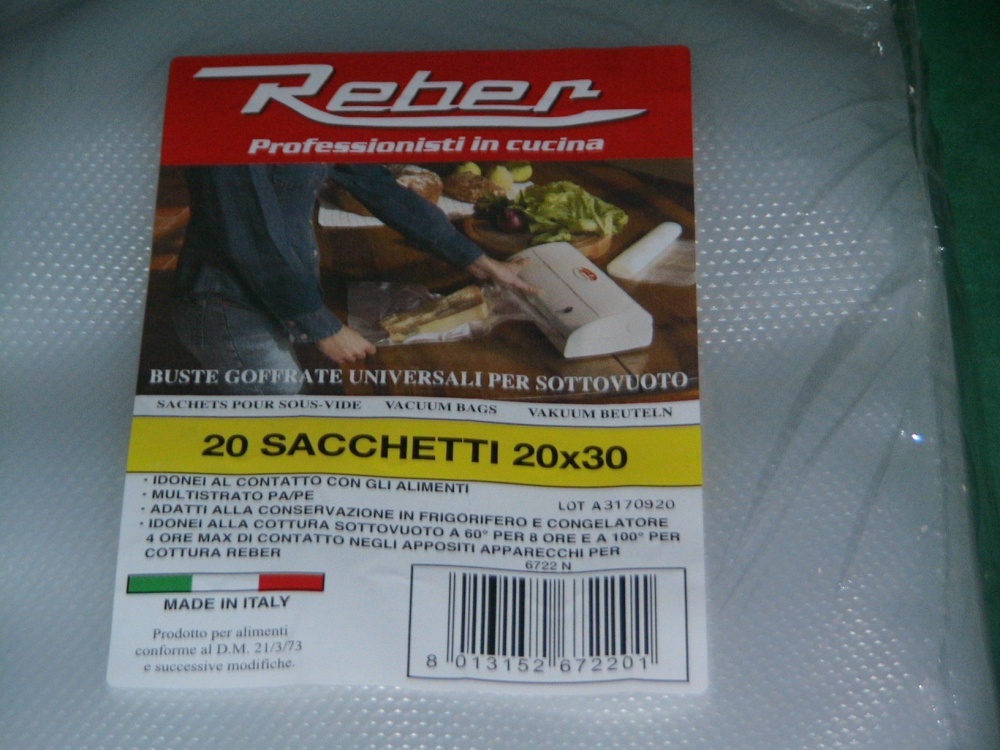 Reber
Professionisti in cucina
BUSTE GOFFRATE UNIVERSALI PER SOTTOVUOTO
SACHETS POUR SOUS-VIDE VACUUM BAGS VAKUUM BEUTELN
20 SACCHETTI 20x30
· IDONEI AL CONTATTO CON GLI ALIMENTI
· MULTISTRATO PA/PE
LOT A3170920
· ADATTI ALLA CONSERVAZIONE IN FRIGORIFERO E CONGELATORE
· IDONEI ALLA COTTURA SOTTOVUOTO A 60° PER 8 ORE E A 100° PER
4 ORE MAX DI CONTATTO NEGLI APPOSITI APPARECCHI PER
COTTURA REBER
6722 N
MADE IN ITALY
Prodotto per alimenti
conforme al D.M. 21/3/73
e successive modifiche.
8 013152 672201